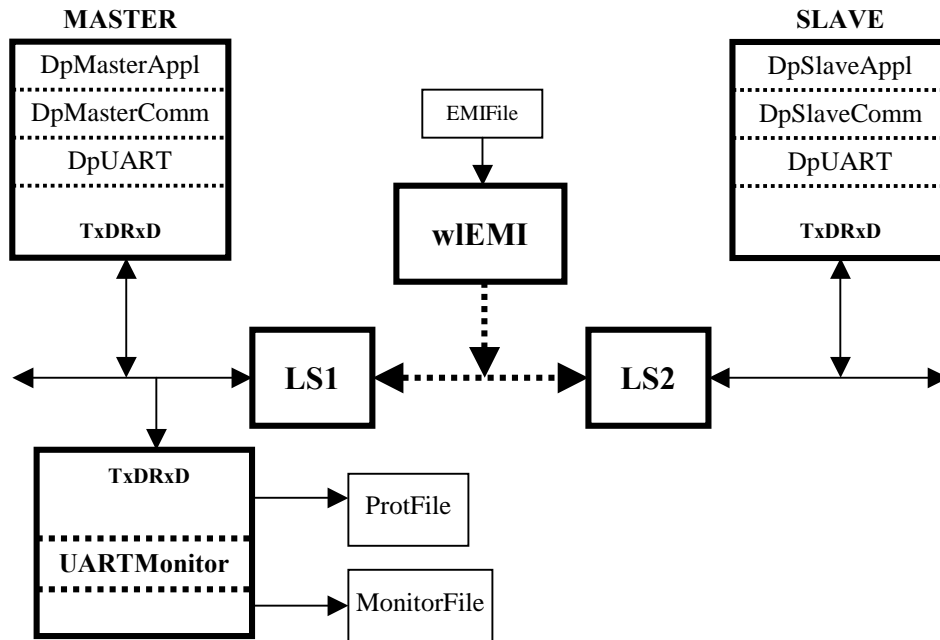 MASTER
SLAVE
DpMasterAppl
DpMasterComm
DpUART
TxDRxD
EMIFile
wlEMI
DpSlaveAppl
DpSlaveComm
DpUART
TxDRxD
LS1
LS2
TxDRxD
UARTMonitor
ProtFile
MonitorFile